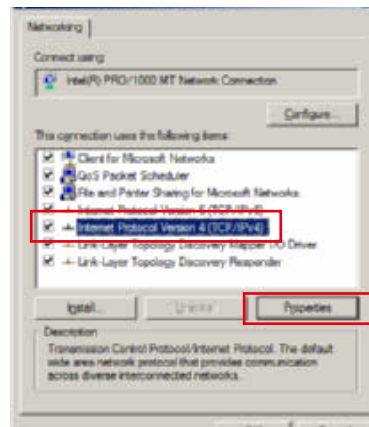 Networking
Connect using:
Intel(R) PRO/1000 MT Network Connection
Configure...
This connection uses the following items:
Client for Microsoft Networks
QoS Packet Scheduler
File and Printer Sharing for Microsoft Networks
Internet Protocol Version 6 (TCP/IPv6)
Internet Protocol Version 4 (TCP/IPv4)
Link-Layer Topology Discovery Mapper I/O Driver
Link-Layer Topology Discovery Responder
Install...
Uninstall
Properties
Description
Transmission Control Protocol/Internet Protocol. The default
wide area network protocol that provides communication
across diverse interconnected networks.